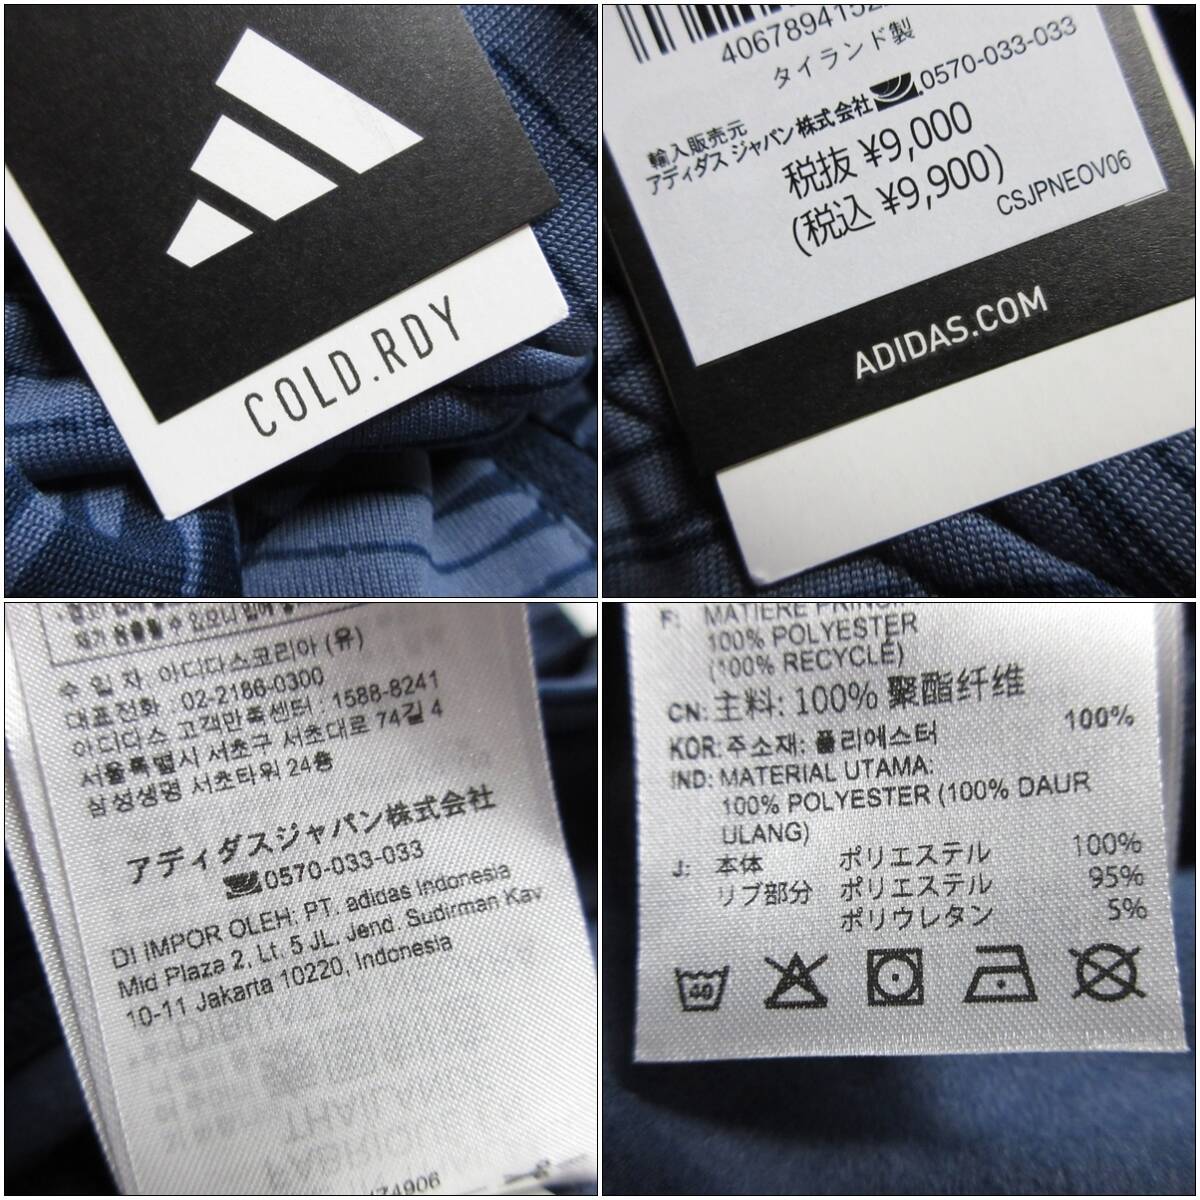 COLD.RDY
タイランド製
輸入販売元
アディダス ジャパン株式会社 0570-033-033
税抜 ¥9,000
(税込 ¥9,900)
CSJPNEOV06
ADIDAS.COM
수 입 자 아디다스코리아 (유)
대표전화 : 02-2186-0300
아디다스 고객만족센터 : 1588-8241
서울특별시 서초구 서초대로 74길 4
삼성생명 서초타워 24층
アディダスジャパン株式会社
0570-033-033
DI IMPOR OLEH: PT. adidas Indonesia
Mid Plaza 2, Lt. 5 JL. Jend. Sudirman Kav
10-11 Jakarta 10220, Indonesia
F: MATIÈRE
100% POLYESTER
(100% RECYCLÉ)
CN: 主料: 100% 聚酯纤维
KOR: 주소재: 폴리에스터 100%
IND: MATERIAL UTAMA:
100% POLYESTER (100% DAUR
ULANG)
J: 本体 ポリエステル 100%
リブ部分 ポリエステル 95%
ポリウレタン 5%
40